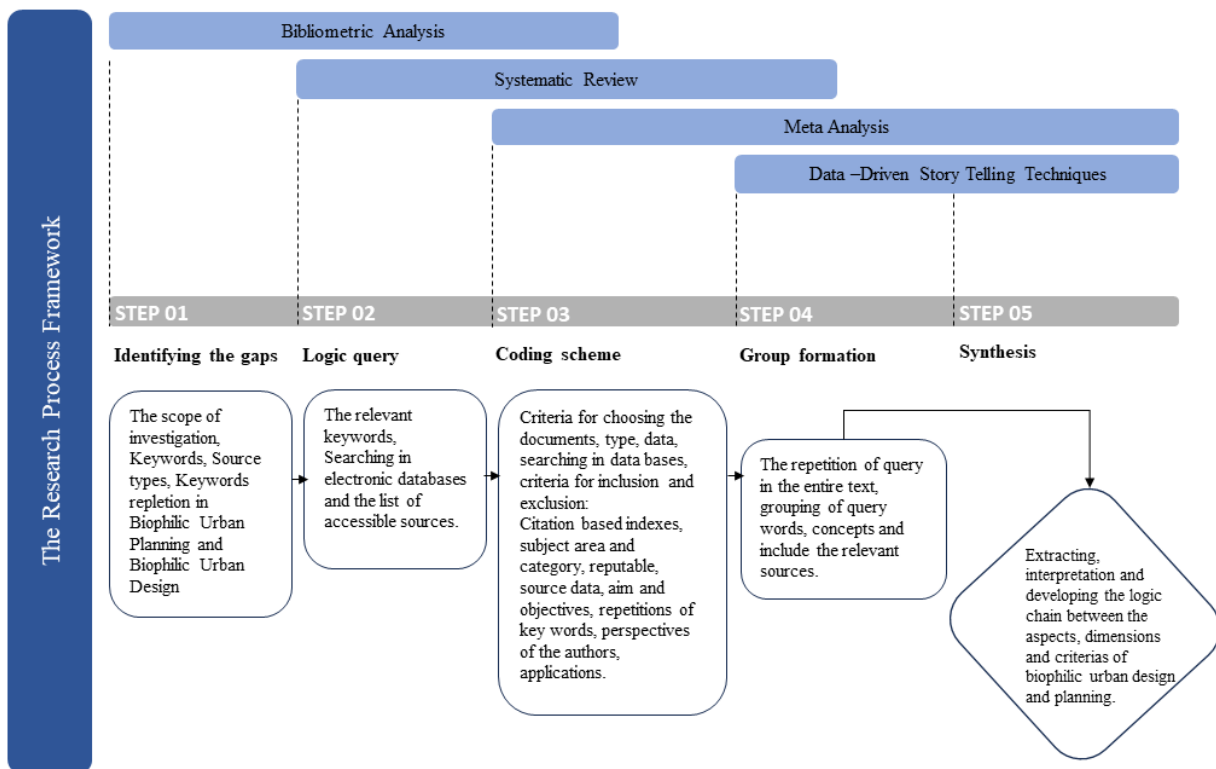 The Research Process Framework
Bibliometric Analysis
Systematic Review
Meta Analysis
Data –Driven Story Telling Techniques
STEP 01
STEP 02
STEP 03
STEP 04
STEP 05
Identifying the gaps
Logic query
Coding scheme
Group formation
Synthesis
The scope of
investigation,
Keywords, Source
types, Keywords
repletion in
Biophilic Urban
Planning and
Biophilic Urban
Design
The relevant
keywords,
Searching in
electronic databases
and the list of
accessible sources.
Criteria for choosing the
documents, type, data,
searching in data bases,
criteria for inclusion and
exclusion:
Citation based indexes,
subject area and
category, reputable,
source data, aim and
objectives, repetitions of
key words, perspectives
of the authors,
applications.
The repetition of query
in the entire text,
grouping of query
words, concepts and
include the relevant
sources.
Extracting,
interpretation and
developing the logic
chain between the
aspects, dimensions
and criterias of
biophilic urban design
and planning.